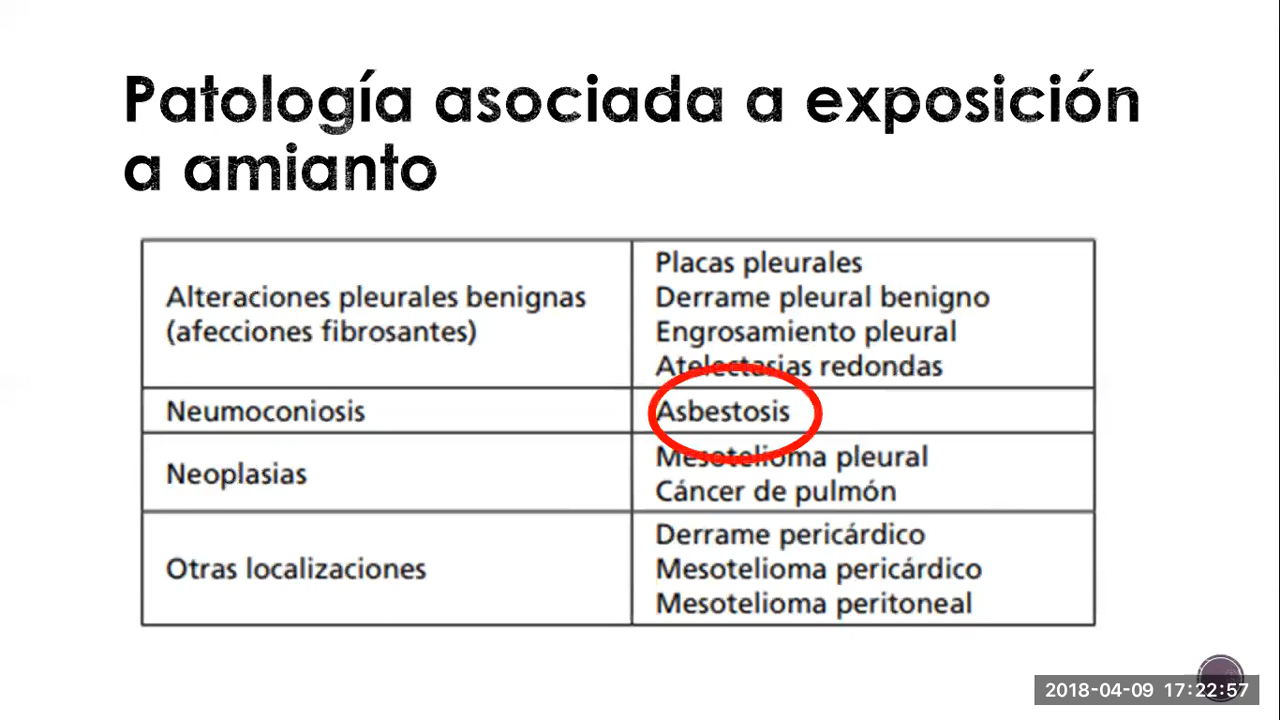 Patología asociada a exposición
a amianto
Alteraciones pleurales benignas
(afecciones fibrosantes)
Placas pleurales
Derrame pleural benigno
Engrosamiento pleural
Atelectasias redondas
Neumoconiosis
Asbestosis
Neoplasias
Mesotelioma pleural
Cáncer de pulmón
Otras localizaciones
Derrame pericárdico
Mesotelioma pericárdico
Mesotelioma peritoneal
2018-04-09 17:22:57